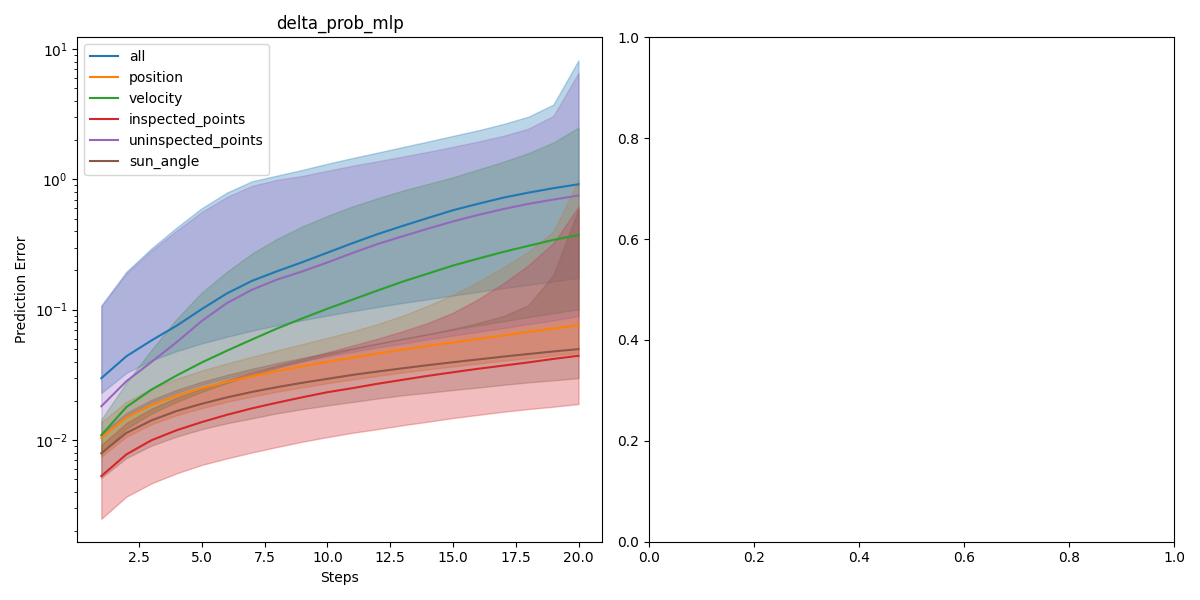 delta_prob_mlp
all
position
velocity
inspected_points
uninspected_points
sun_angle
Prediction Error
10^1
10^0
10^-1
10^-2
2.5 5.0 7.5 10.0 12.5 15.0 17.5 20.0
Steps
1.0
0.8
0.6
0.4
0.2
0.0
0.0 0.2 0.4 0.6 0.8 1.0